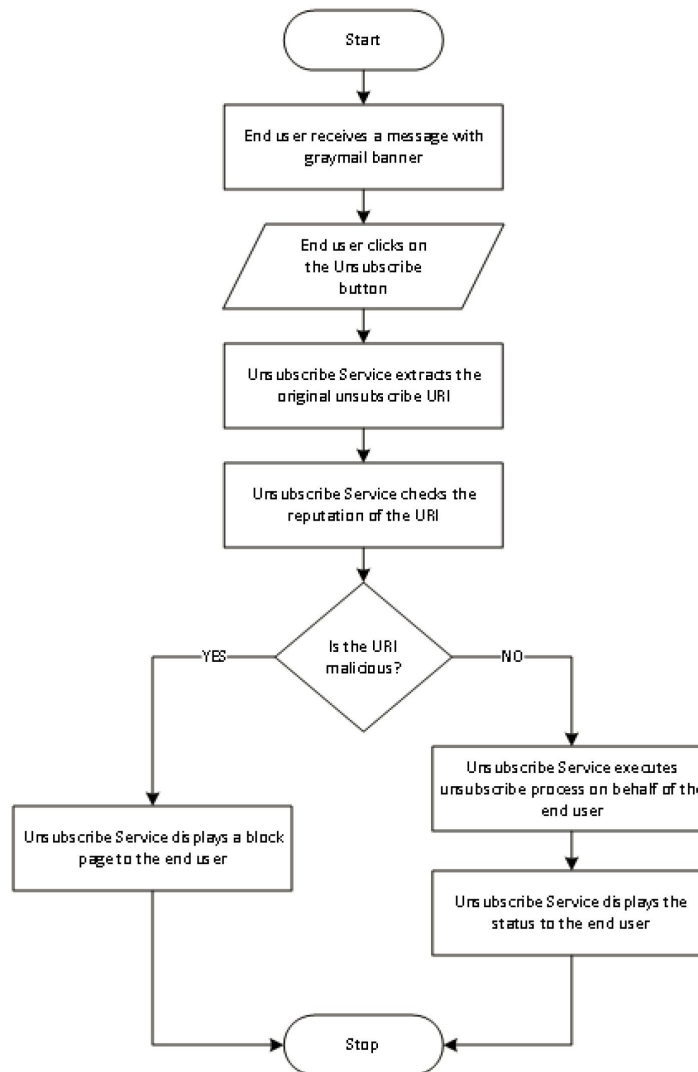 Start
End user receives a message with
graymail banner
End user clicks on
the Unsubscribe
button
Unsubscribe Service extracts the
original unsubscribe URI
Unsubscribe Service checks the
reputation of the URI
Is the URI
malicious?
YES
NO
Unsubscribe Service executes
unsubscribe process on behalf of the
end user
Unsubscribe Service displays a block
page to the end user
Unsubscribe Service displays the
status to the end user
Stop